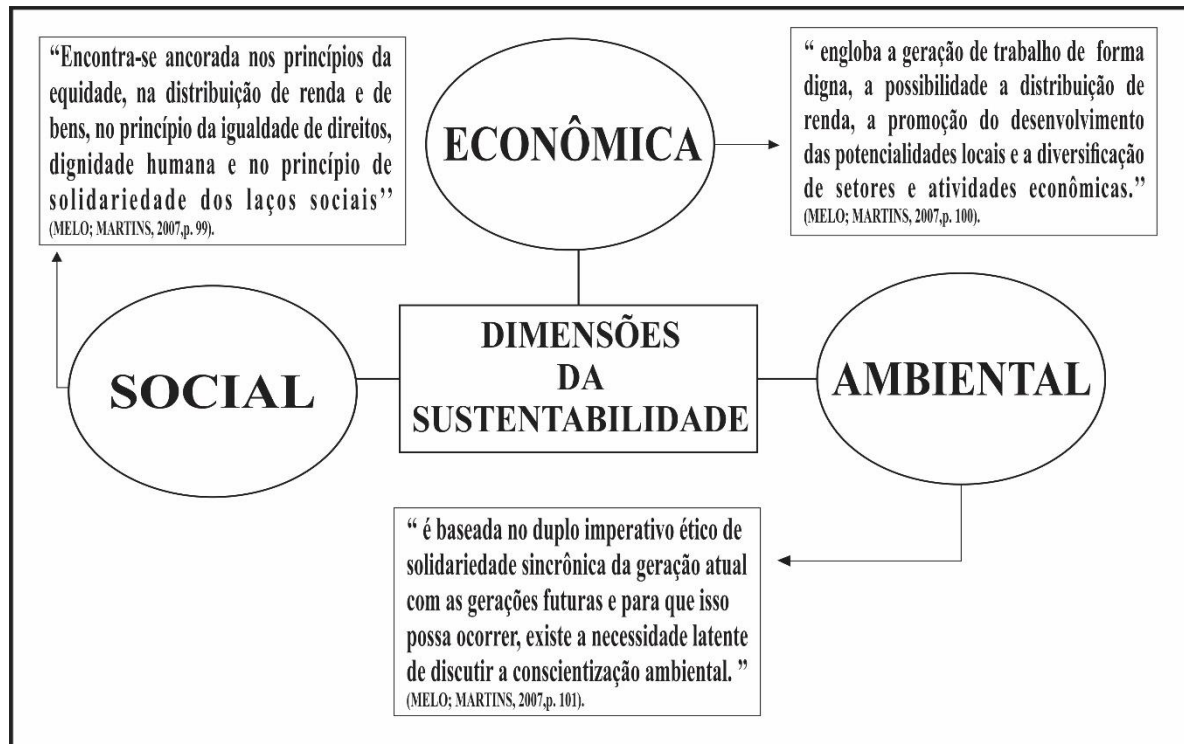 “Encontra-se ancorada nos princípios da
equidade, na distribuição de renda e de
bens, no princípio da igualdade de direitos,
dignidade humana e no princípio de
solidariedade dos laços sociais’’
(MELO; MARTINS, 2007,p. 99).
ECONÔMICA
“ engloba a geração de trabalho de forma
digna, a possibilidade a distribuição de
renda, a promoção do desenvolvimento
das potencialidades locais e a diversificação
de setores e atividades econômicas.”
(MELO; MARTINS, 2007,p. 100).
SOCIAL
DIMENSÕES
DA
SUSTENTABILIDADE
AMBIENTAL
“ é baseada no duplo imperativo ético de
solidariedade sincrônica da geração atual
com as gerações futuras e para que isso
possa ocorrer, existe a necessidade latente
de discutir a conscientização ambiental. ”
(MELO; MARTINS, 2007,p. 101).